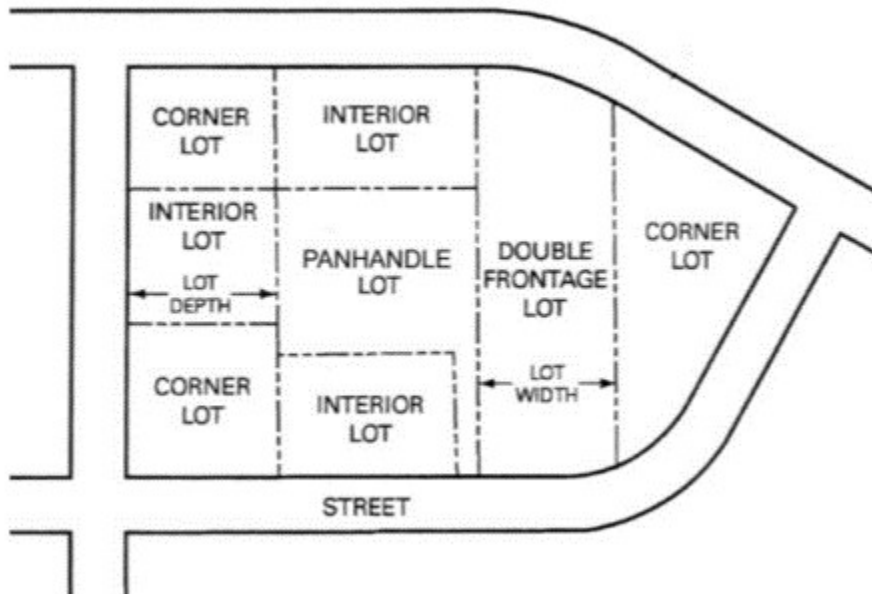 CORNER
LOT
INTERIOR
LOT
INTERIOR
LOT
LOT
DEPTH
PANHANDLE
LOT
DOUBLE
FRONTAGE
LOT
CORNER
LOT
LOT
WIDTH
CORNER
LOT
INTERIOR
LOT
STREET